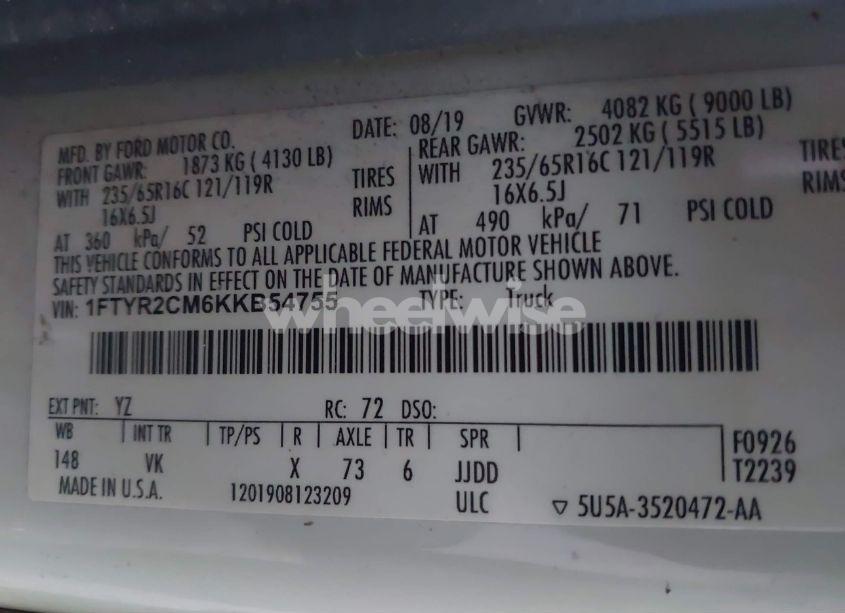 MFD. BY FORD MOTOR CO. DATE: 08/19 GVWR: 4082 KG ( 9000 LB)
FRONT GAWR: 1873 KG ( 4130 LB) REAR GAWR: 2502 KG ( 5515 LB)
WITH 235/65R16C 121/119R TIRES WITH 235/65R16C 121/119R TIRES
16X6.5J RIMS 16X6.5J RIMS
AT 360 kPa/ 52 PSI COLD AT 490 kPa/ 71 PSI COLD
THIS VEHICLE CONFORMS TO ALL APPLICABLE FEDERAL MOTOR VEHICLE
SAFETY STANDARDS IN EFFECT ON THE DATE OF MANUFACTURE SHOWN ABOVE.
VIN: 1FTYR2CM6KKB54755 TYPE: Truck
wheelwise
EXT PNT: YZ RC: 72 DSO:
WB INT TR TP/PS R AXLE TR SPR F0926
148 VK X 73 6 JJDD T2239
MADE IN U.S.A. 1201908123209 ULC ▽ 5U5A-3520472-AA